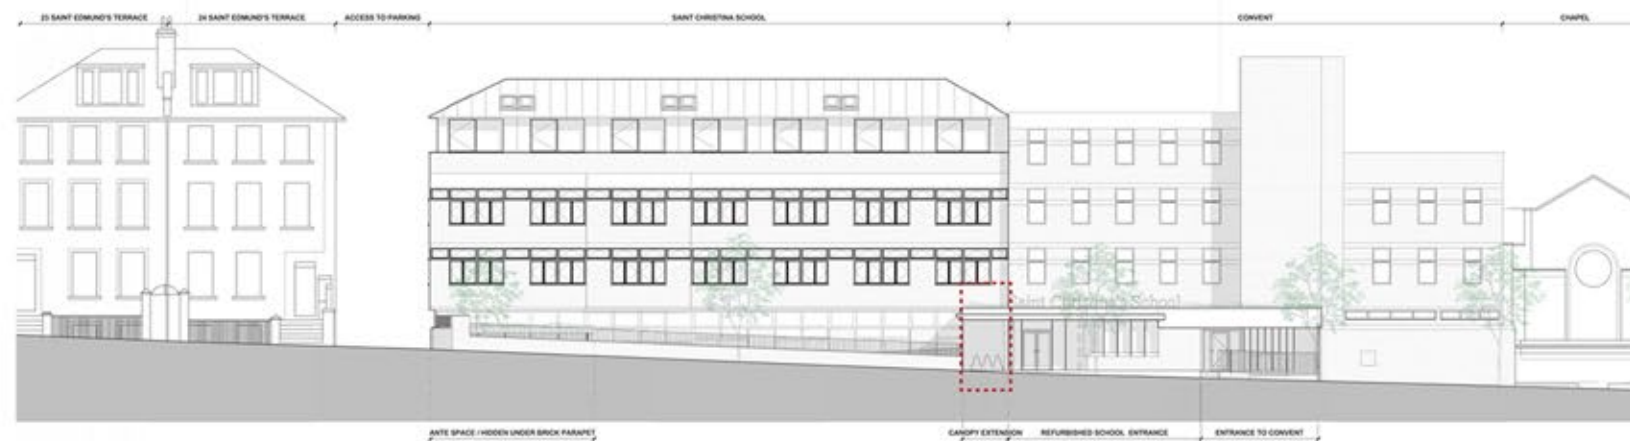 23 SAINT EDMUND'S TERRACE
24 SAINT EDMUND'S TERRACE
ACCESS TO PARKING
SAINT CHRISTINA SCHOOL
CONVENT
CHAPEL
Saint Christina's School
ANTE SPACE / HIDDEN UNDER BRICK PARAPET
CANOPY EXTENSION
REFURBISHED SCHOOL ENTRANCE
ENTRANCE TO CONVENT